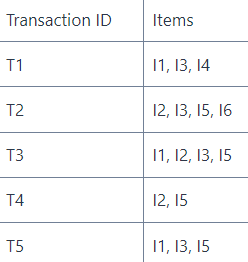 Transaction ID Items
T1 I1, I3, I4
T2 I2, I3, I5, I6
T3 I1, I2, I3, I5
T4 I2, I5
T5 I1, I3, I5